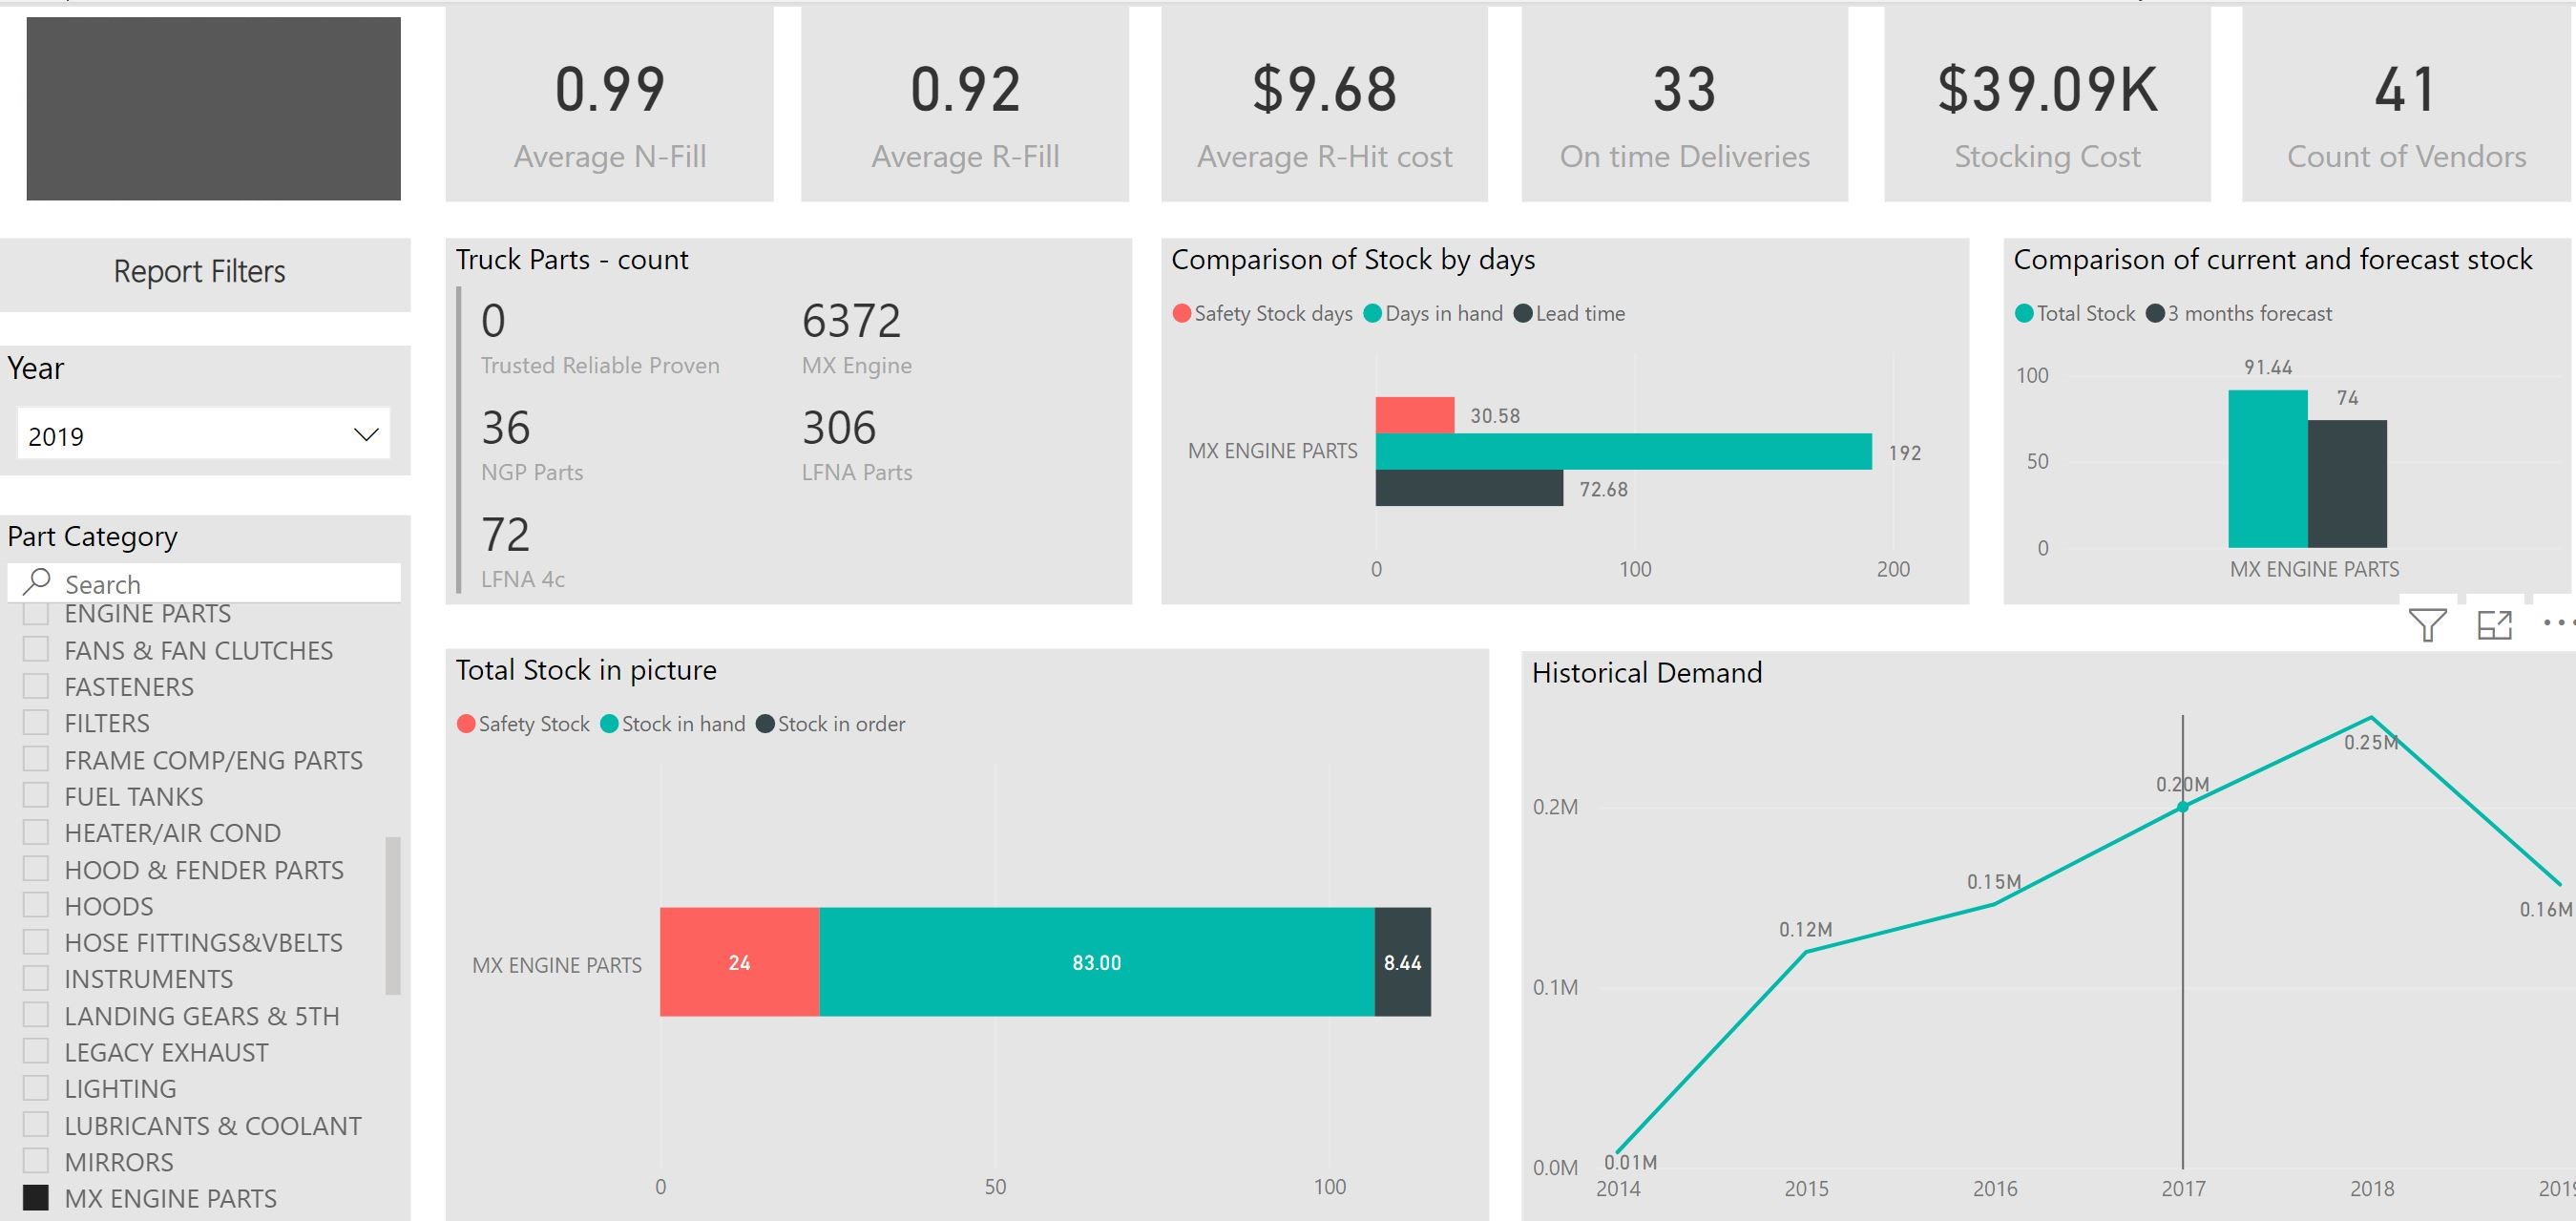 0.99
Average N-Fill
0.92
Average R-Fill
$9.68
Average R-Hit cost
33
On time Deliveries
$39.09K
Stocking Cost
41
Count of Vendors
Report Filters
Year
2019
Part Category
Search
ENGINE PARTS
FANS & FAN CLUTCHES
FASTENERS
FILTERS
FRAME COMP/ENG PARTS
FUEL TANKS
HEATER/AIR COND
HOOD & FENDER PARTS
HOODS
HOSE FITTINGS&VBELTS
INSTRUMENTS
LANDING GEARS & 5TH
LEGACY EXHAUST
LIGHTING
LUBRICANTS & COOLANT
MIRRORS
MX ENGINE PARTS
Truck Parts - count
0
Trusted Reliable Proven
6372
MX Engine
36
NGP Parts
306
LFNA Parts
72
LFNA 4c
Comparison of Stock by days
Safety Stock days Days in hand Lead time
30.58
MX ENGINE PARTS 192
72.68
0 100 200
Comparison of current and forecast stock
Total Stock 3 months forecast
91.44
100
74
50
0
MX ENGINE PARTS
Total Stock in picture
Safety Stock Stock in hand Stock in order
MX ENGINE PARTS 24 83.00 8.44
0 50 100
Historical Demand
0.25M
0.20M
0.2M
0.15M
0.16M
0.12M
0.1M
0.0M 0.01M
2014 2015 2016 2017 2018 2019